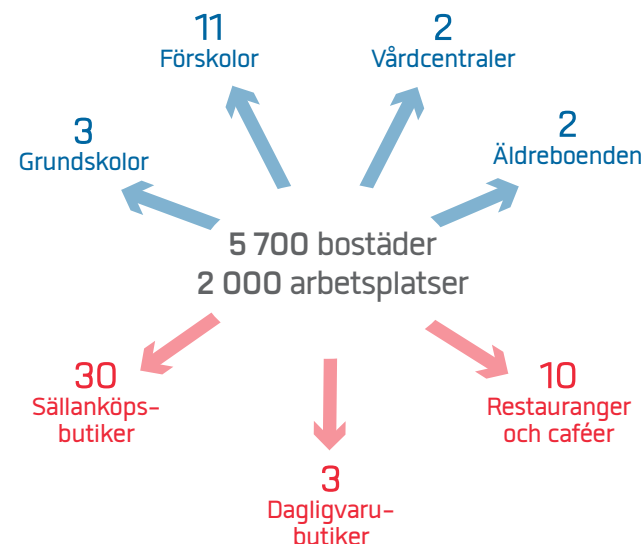 11
Förskolor
2
Vårdcentraler
3
Grundskolor
2
Äldreboenden
5 700 bostäder
2 000 arbetsplatser
30
Sällanköps-
butiker
10
Restauranger
och caféer
3
Dagligvaru-
butiker